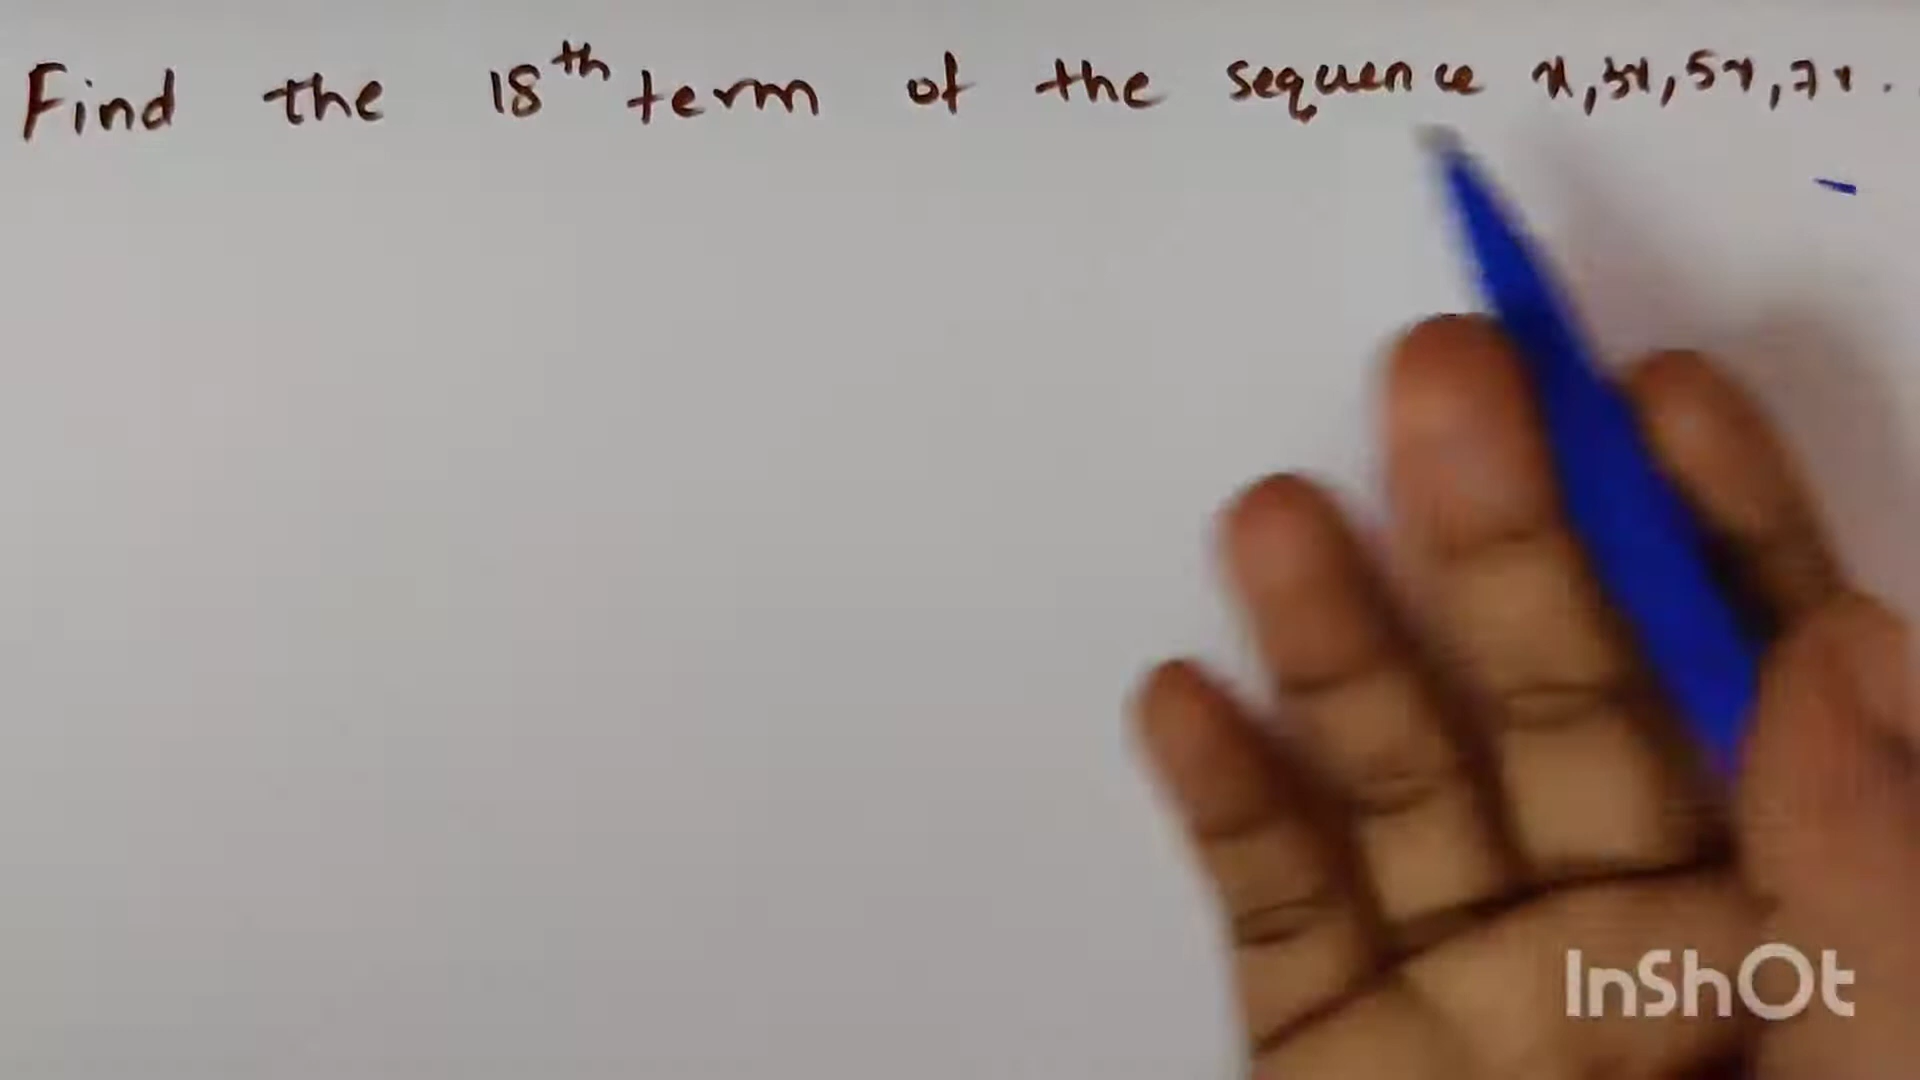 Find the 18th term of the sequence x, 3x, 5x, 7x..
InShOt